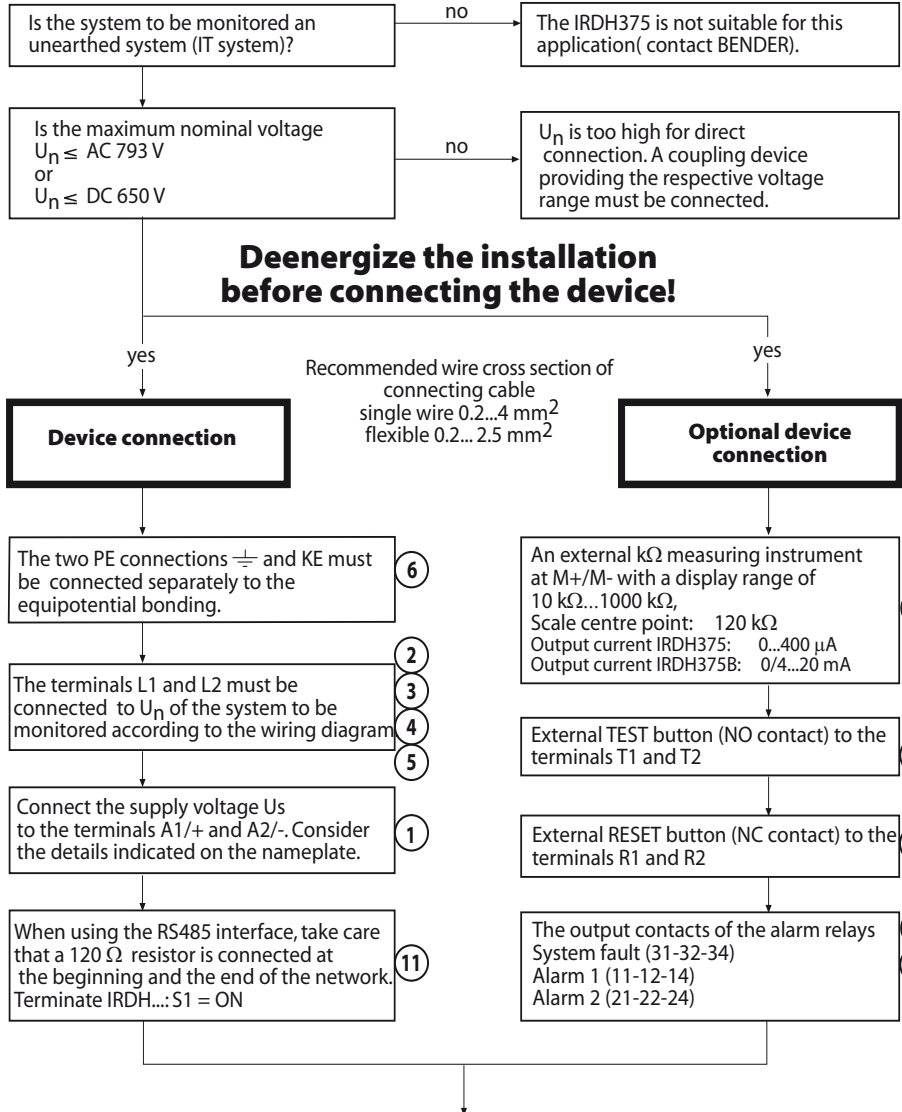 Is the system to be monitored an
unearthed system (IT system)?
no
The IRDH375 is not suitable for this
application( contact BENDER).
Is the maximum nominal voltage
Un ≤ AC 793 V
or
Un ≤ DC 650 V
no
Un is too high for direct
connection. A coupling device
providing the respective voltage
range must be connected.
Deenergize the installation
before connecting the device!
yes
yes
Recommended wire cross section of
connecting cable
single wire 0.2...4 mm2
flexible 0.2... 2.5 mm2
Device connection
Optional device
connection
The two PE connections ⏚ and KE must
be connected separately to the
equipotential bonding.
6
The terminals L1 and L2 must be
connected to Un of the system to be
monitored according to the wiring diagram
2
3
4
5
Connect the supply voltage Us
to the terminals A1/+ and A2/-. Consider
the details indicated on the nameplate.
1
When using the RS485 interface, take care
that a 120 Ω resistor is connected at
the beginning and the end of the network.
Terminate IRDH...: S1 = ON
11
An external kΩ measuring instrument
at M+/M- with a display range of
10 kΩ...1000 kΩ,
Scale centre point: 120 kΩ
Output current IRDH375: 0...400 µA
Output current IRDH375B: 0/4...20 mA
External TEST button (NO contact) to the
terminals T1 and T2
External RESET button (NC contact) to the
terminals R1 and R2
The output contacts of the alarm relays
System fault (31-32-34)
Alarm 1 (11-12-14)
Alarm 2 (21-22-24)